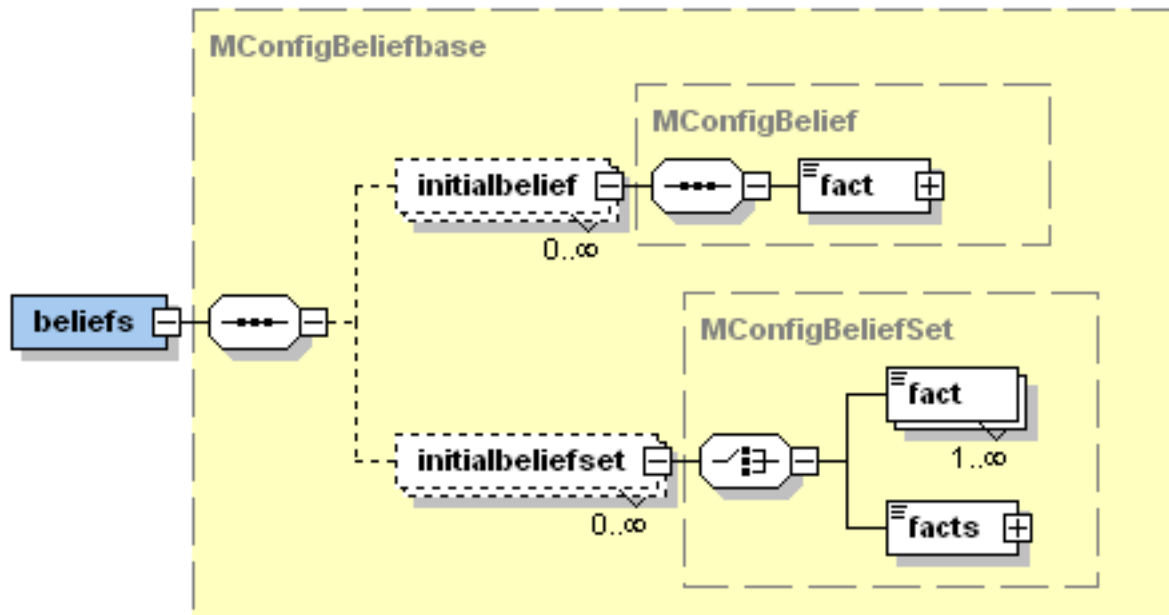 MConfigBeliefbase
MConfigBelief
initialbelief
fact
0..∞
beliefs
MConfigBeliefSet
fact
1..∞
initialbeliefset
0..∞
facts